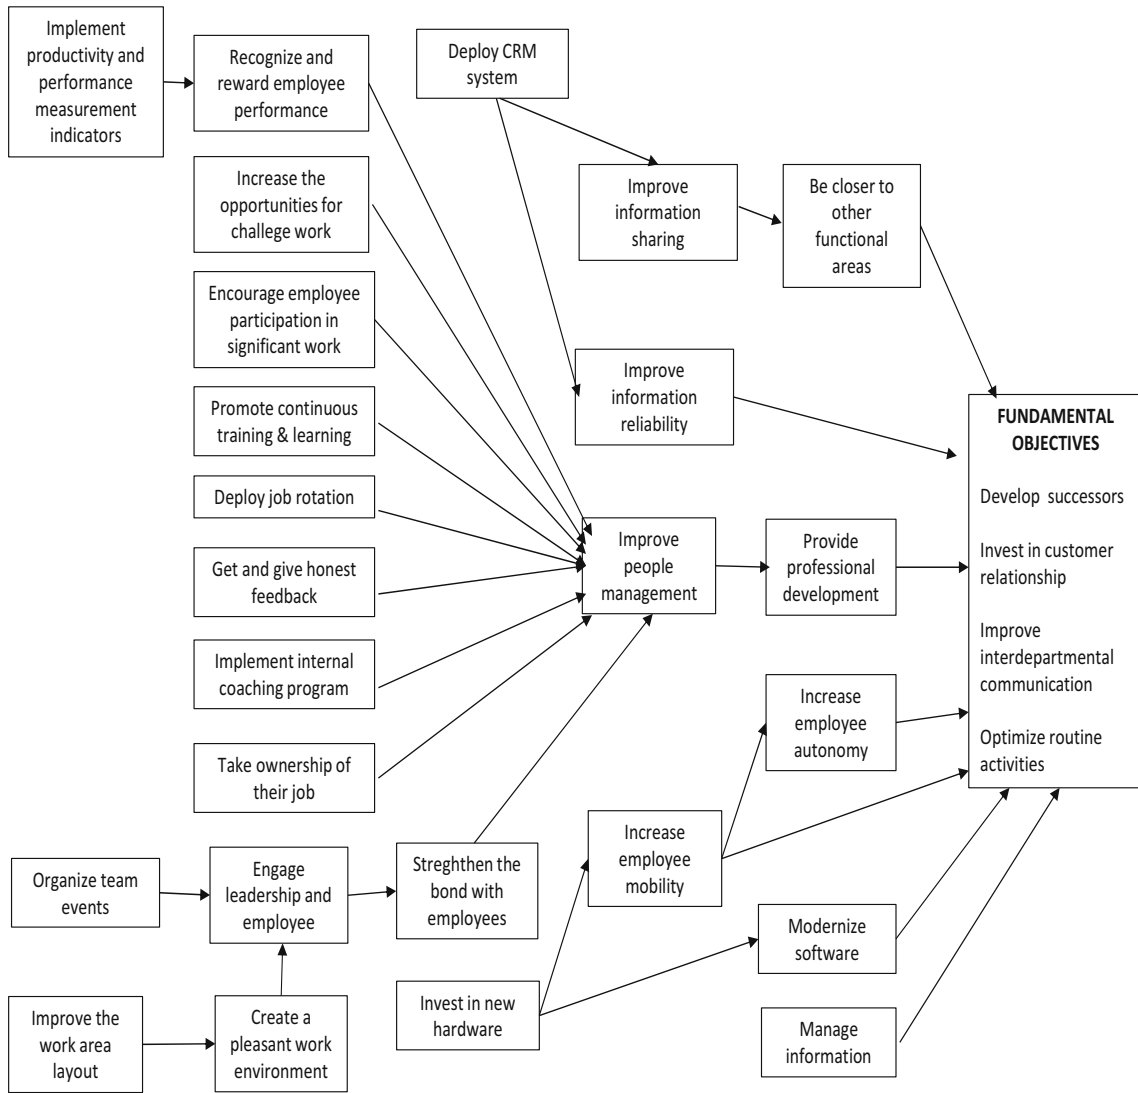 Implement
productivity and
performance
measurement
indicators
Recognize and
reward employee
performance
Deploy CRM
system
Increase the
opportunities for
challege work
Improve
information
sharing
Be closer to
other
functional
areas
Encourage employee
participation in
significant work
Improve
information
reliability
Promote continuous
training & learning
Deploy job rotation
Get and give honest
feedback
Implement internal
coaching program
Take ownership of
their job
Improve
people
management
Provide
professional
development
FUNDAMENTAL
OBJECTIVES
Develop successors
Invest in customer
relationship
Improve
interdepartmental
communication
Optimize routine
activities
Increase
employee
autonomy
Increase
employee
mobility
Organize team
events
Engage
leadership and
employee
Streghthen the
bond with
employees
Modernize
software
Improve the
work area
layout
Create a
pleasant work
environment
Invest in new
hardware
Manage
information